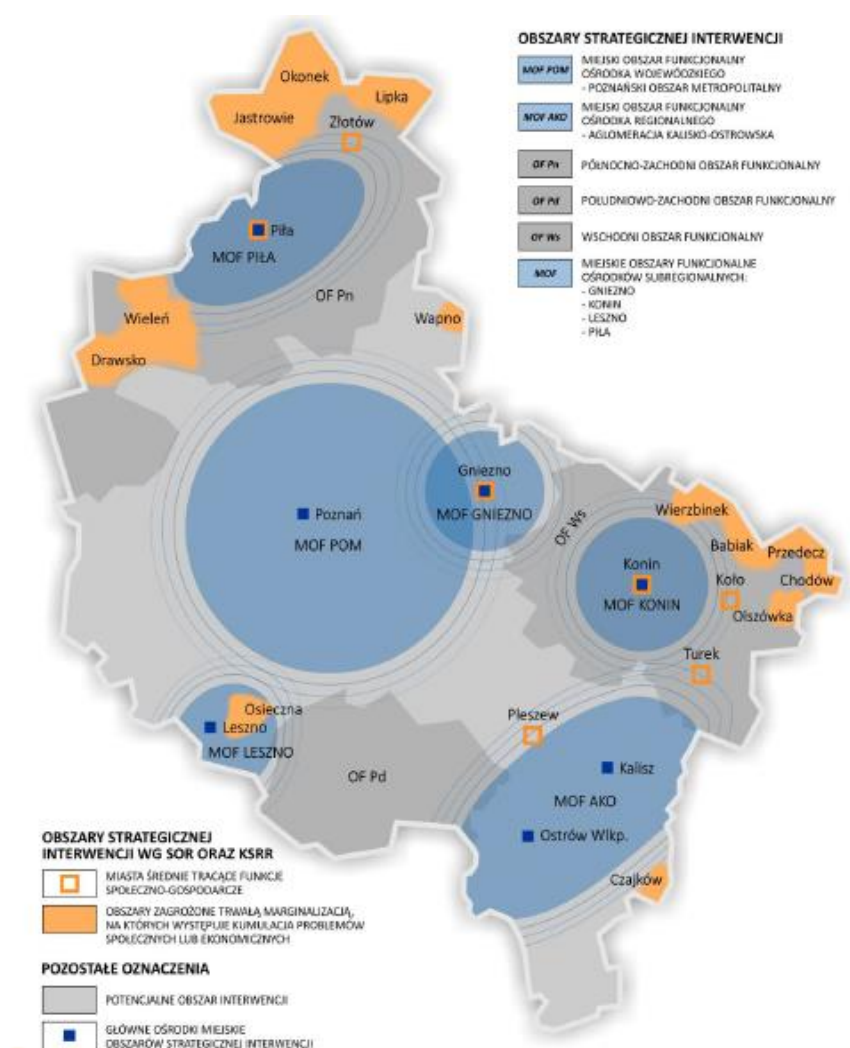 OBSZARY STRATEGICZNEJ INTERWENCJI
MOF POM
MIEJSKI OBSZAR FUNKCJONALNY
OŚRODKA WOJEWÓDZKIEGO
- POZNAŃSKI OBSZAR METROPOLITALNY
MOF AKO
MIEJSKI OBSZAR FUNKCJONALNY
OŚRODKA REGIONALNEGO
- AGLOMERACJA KALISKO-OSTROWSKA
OF Pn
PÓŁNOCNO-ZACHODNI OBSZAR FUNKCJONALNY
OF Pd
POŁUDNIOWO-ZACHODNI OBSZAR FUNKCJONALNY
OF Ws
WSCHODNI OBSZAR FUNKCJONALNY
MOF
MIEJSKIE OBSZARY FUNKCJONALNE
OŚRODKÓW SUBREGIONALNYCH:
- GNIEZNO
- KONIN
- LESZNO
- PIŁA
Okonek
Lipka
Jastrowie
Złotów
Piła
MOF PIŁA
OF Pn
Wieleń
Wapno
Drawsko
Gniezno
MOF GNIEZNO
Poznań
MOF POM
OF Ws
Wierzbinek
Babiak
Przedecz
Konin
Koło
Chodów
MOF KONIN
Olszówka
Turek
Osieczna
Leszno
MOF LESZNO
Pleszew
OF Pd
Kalisz
MOF AKO
Ostrów Wlkp.
Czajków
OBSZARY STRATEGICZNEJ
INTERWENCJI WG SOR ORAZ KSRR
MIASTA ŚREDNIE TRACĄCE FUNKCJE
SPOŁECZNO-GOSPODARCZE
OBSZARY ZAGROŻONE TRWAŁĄ MARGINALIZACJĄ,
NA KTÓRYCH WYSTĘPUJE KUMULACJA PROBLEMÓW
SPOŁECZNYCH LUB EKONOMICZNYCH
POZOSTAŁE OZNACZENIA
POTENCJALNE OBSZAR INTERWENCJI
GŁÓWNE OŚRODKI MIEJSKIE
OBSZARÓW STRATEGICZNEJ INTERWENCJI